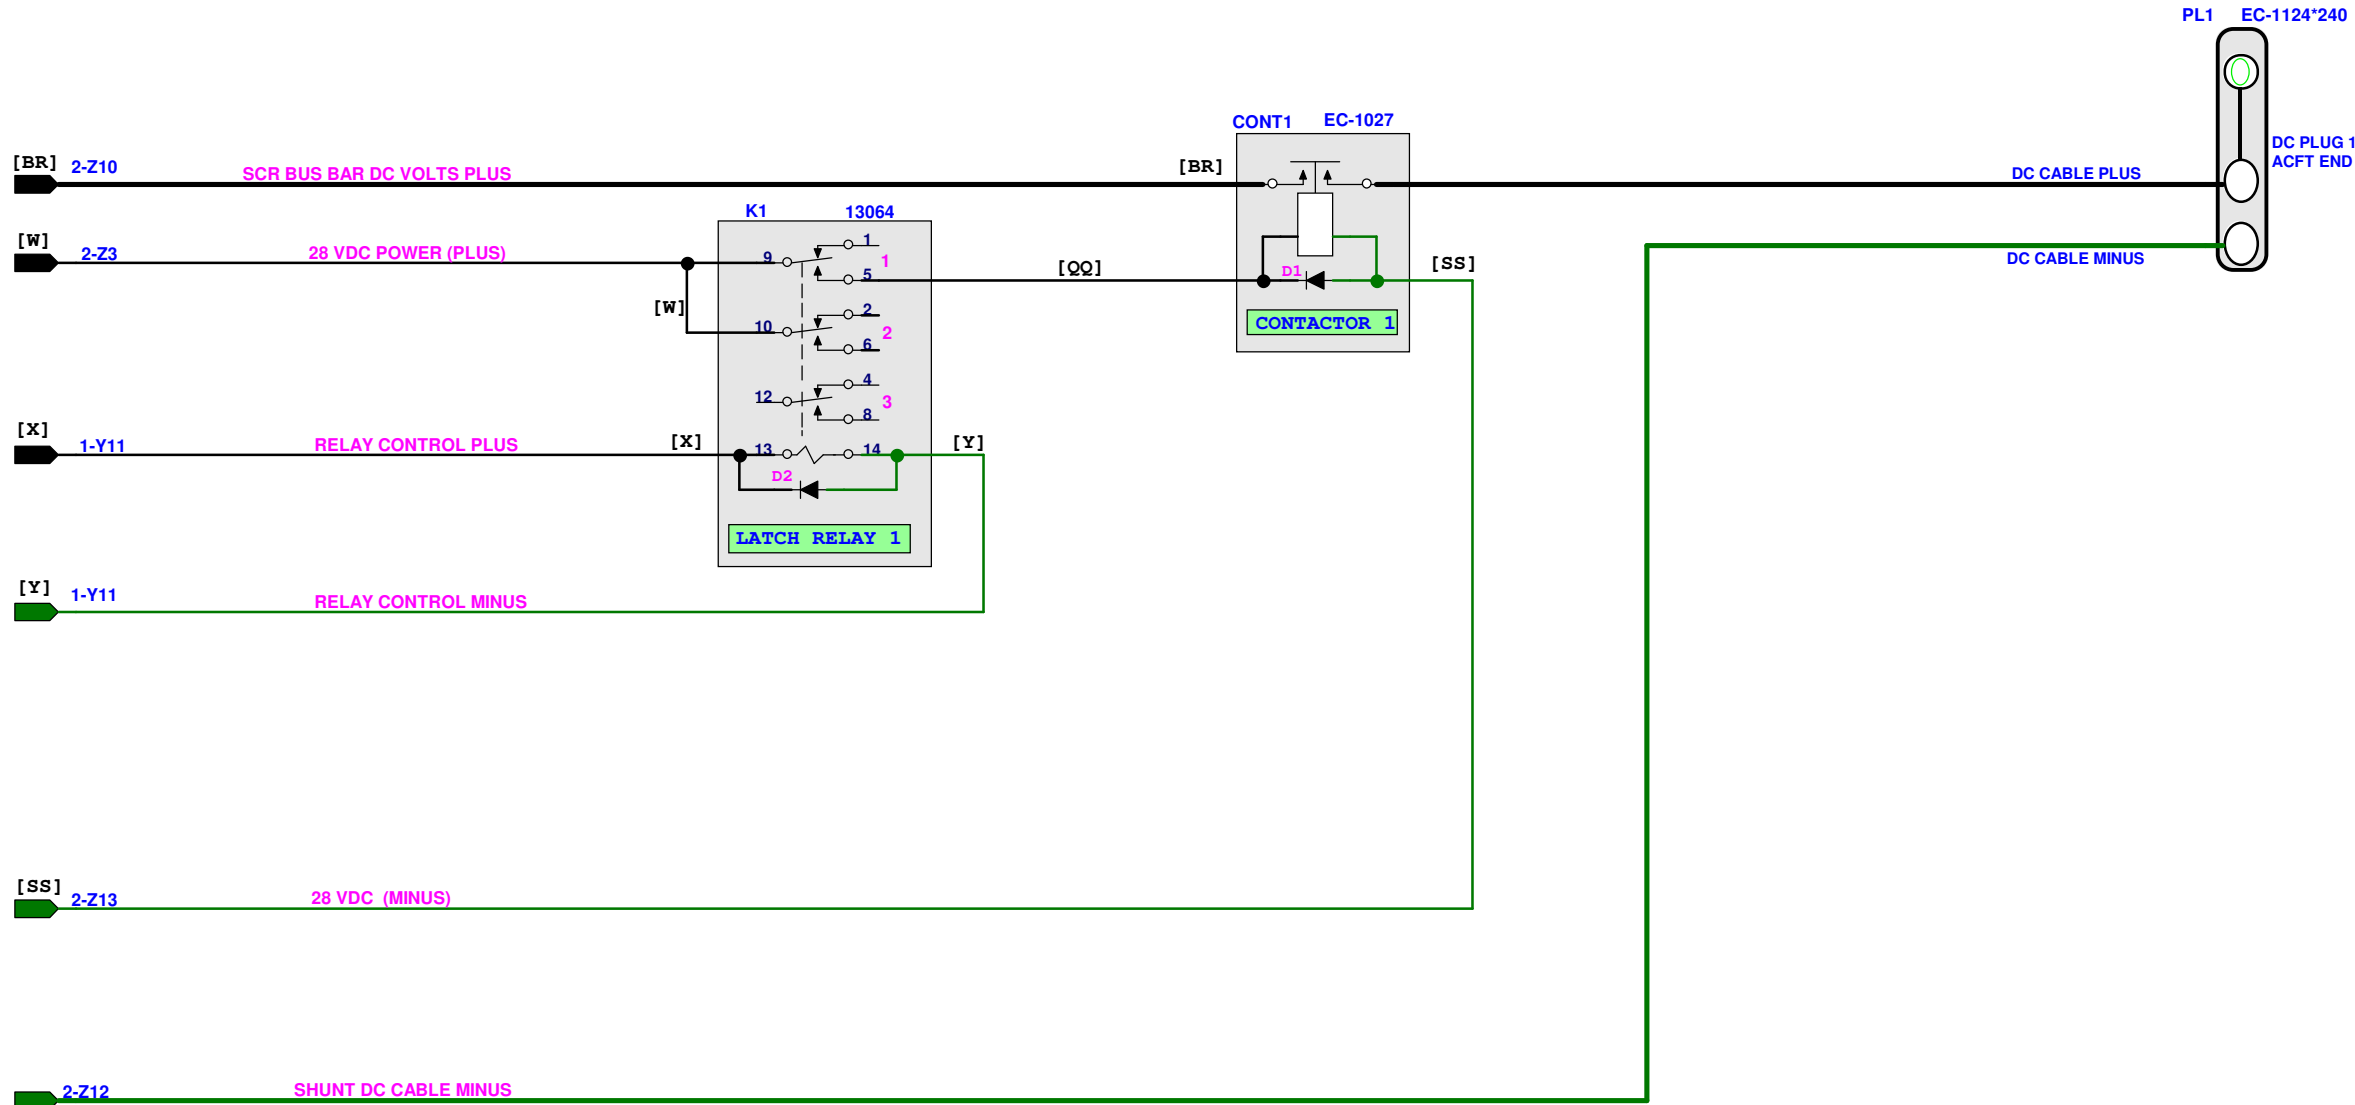 PL1 EC-1124*240
CONT1 EC-1027
DC PLUG 1
ACFT END
[BR] 2-Z10 SCR BUS BAR DC VOLTS PLUS [BR] DC CABLE PLUS
K1 13064
[W] 2-Z3 28 VDC POWER (PLUS) 9 1 1
DC CABLE MINUS
5 [QQ] D1 [SS]
[W] 10 2 2
CONTACTOR 1
6
12 4 3
8
[X] 1-Y11 RELAY CONTROL PLUS [X] 13 14 [Y]
D2
LATCH RELAY 1
[Y] 1-Y11 RELAY CONTROL MINUS
[SS] 2-Z13 28 VDC (MINUS)
2-Z12 SHUNT DC CABLE MINUS